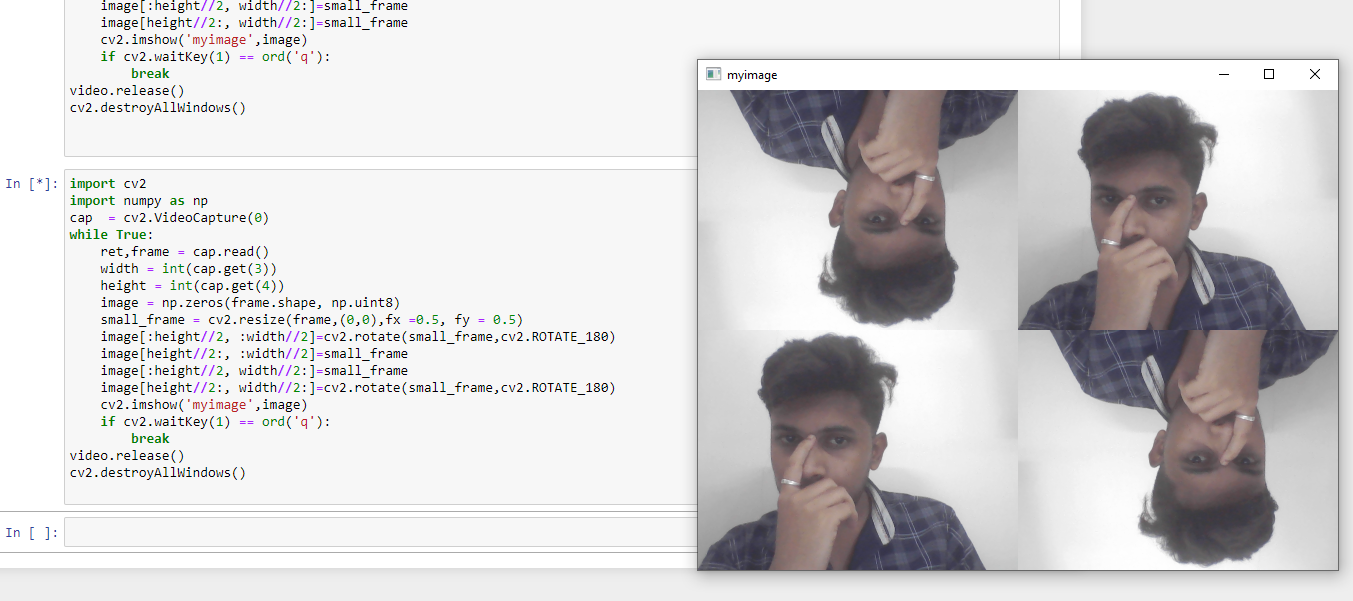 image[:height//2, width//2:]=small_frame
    image[height//2:, width//2:]=small_frame
    cv2.imshow('myimage',image)
    if cv2.waitKey(1) == ord('q'):
        break
video.release()
cv2.destroyAllWindows()
myimage
In [*]:
import cv2
import numpy as np
cap  = cv2.VideoCapture(0)
while True:
    ret,frame = cap.read()
    width = int(cap.get(3))
    height = int(cap.get(4))
    image = np.zeros(frame.shape, np.uint8)
    small_frame = cv2.resize(frame,(0,0),fx =0.5, fy = 0.5)
    image[:height//2, :width//2]=cv2.rotate(small_frame,cv2.ROTATE_180)
    image[height//2:, :width//2]=small_frame
    image[:height//2, width//2:]=small_frame
    image[height//2:, width//2:]=cv2.rotate(small_frame,cv2.ROTATE_180)
    cv2.imshow('myimage',image)
    if cv2.waitKey(1) == ord('q'):
        break
video.release()
cv2.destroyAllWindows()
In [ ]: